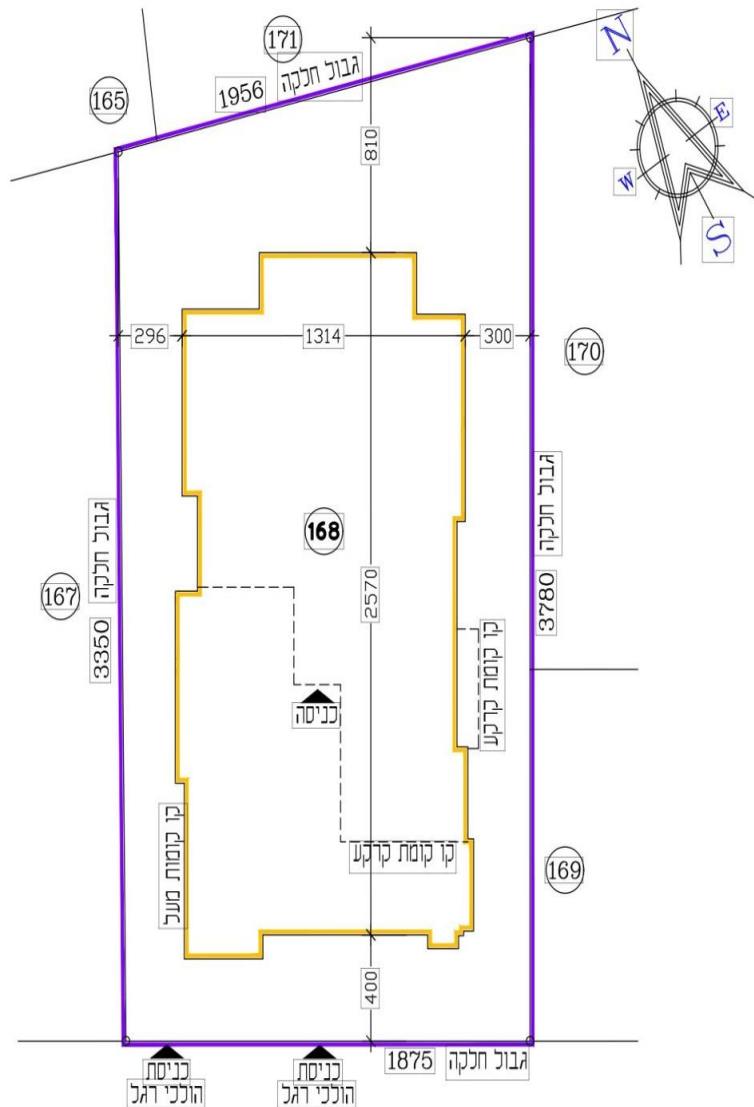 171
גבול חלקה
1956
165
N
E
W
S
810
296
1314
300
170
168
גבול חלקה
3780
גבול חלקה
3350
167
2570
קו קומת קרקע
כניסה
קו קומת קרקע
קו קומות מעל
169
400
1875
גבול חלקה
כניסת
הולכי רגל
כניסת
הולכי רגל